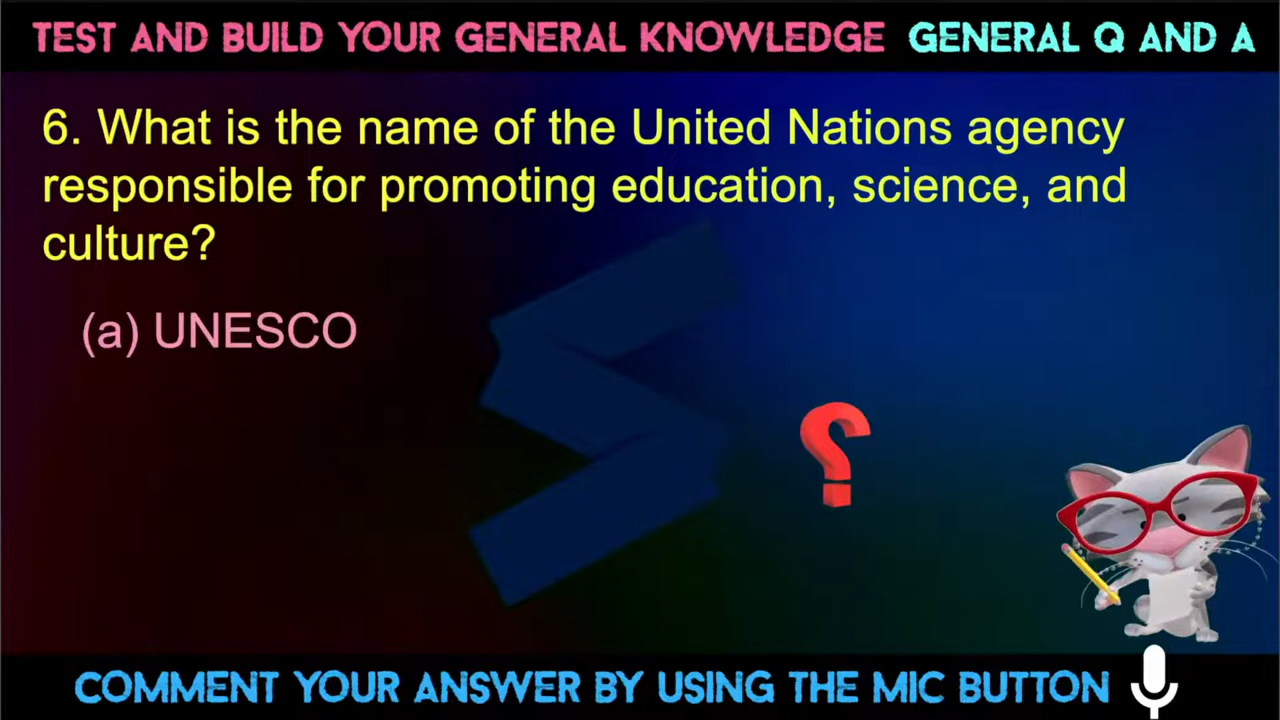 TEST AND BUILD YOUR GENERAL KNOWLEDGE GENERAL Q AND A
6. What is the name of the United Nations agency
responsible for promoting education, science, and
culture?
(a) UNESCO
?
COMMENT YOUR ANSWER BY USING THE MIC BUTTON